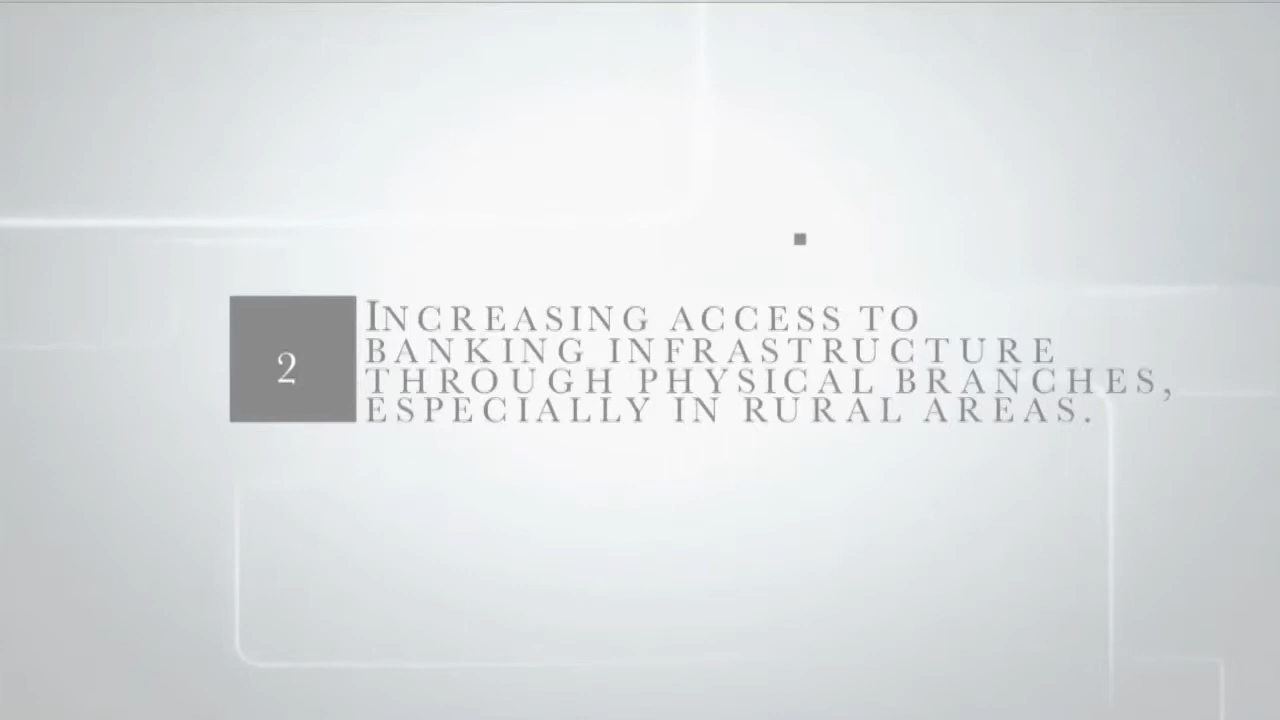 2
Increasing access to
banking infrastructure
through physical branches,
especially in rural areas.